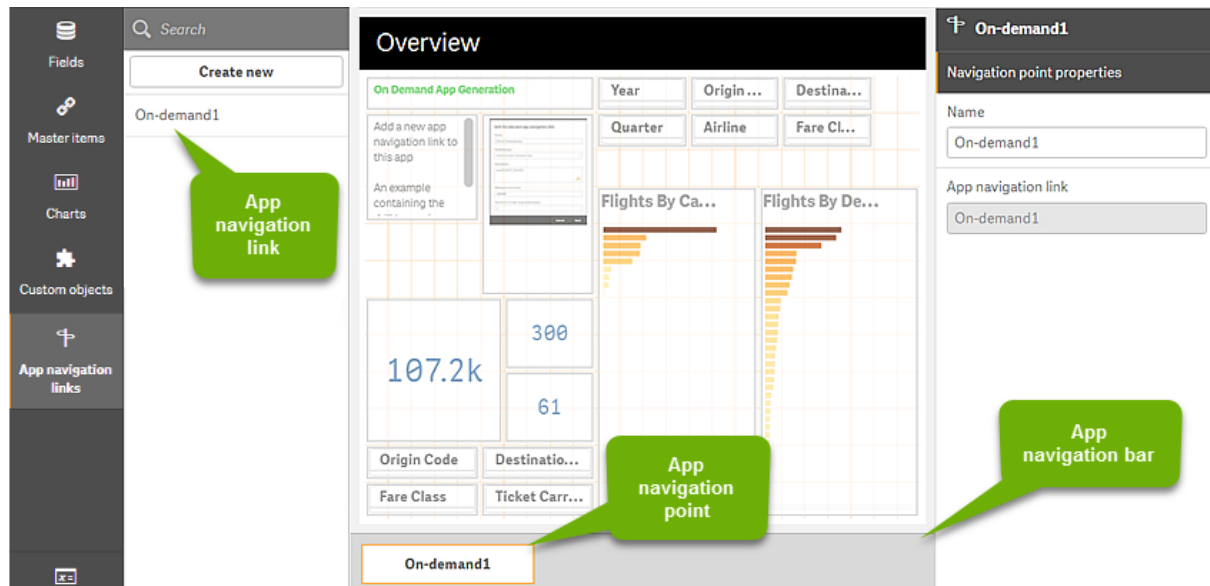 Fields
Master items
Charts
Custom objects
App navigation
links
x=
Search
Create new
On-demand1
App
navigation
link
Overview
On Demand App Generation
Add a new app
navigation link to
this app
An example
containing the
Year
Origin ...
Destina...
Quarter
Airline
Fare Cl...
Flights By Ca...
Flights By De...
107.2k
300
61
Origin Code
Destinatio...
Fare Class
Ticket Carr...
App
navigation
point
On-demand1
App
navigation bar
On-demand1
Navigation point properties
Name
On-demand1
App navigation link
On-demand1